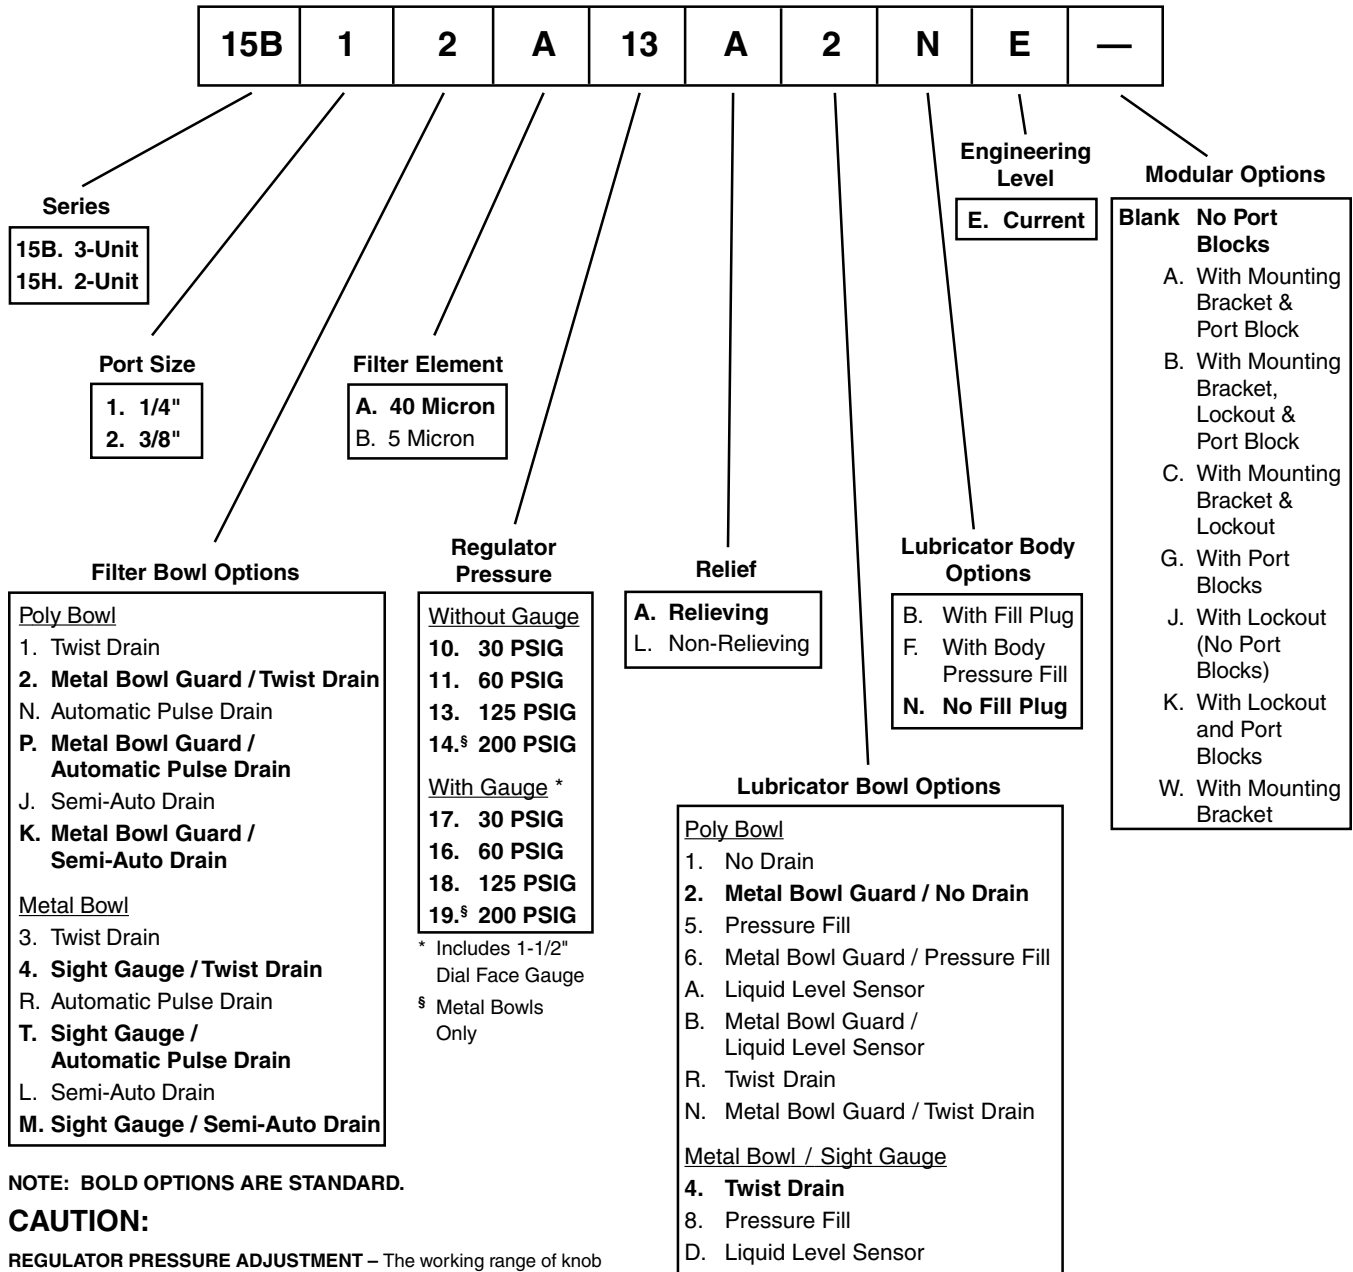 15B 1 2 A 13 A 2 N E —
Series
15B. 3-Unit
15H. 2-Unit
Port Size
1. 1/4"
2. 3/8"
Filter Element
A. 40 Micron
B. 5 Micron
Engineering
Level
E. Current
Modular Options
Blank No Port
Blocks
A. With Mounting
Bracket &
Port Block
B. With Mounting
Bracket,
Lockout &
Port Block
C. With Mounting
Bracket &
Lockout
G. With Port
Blocks
J. With Lockout
(No Port
Blocks)
K. With Lockout
and Port
Blocks
W. With Mounting
Bracket
Filter Bowl Options
Poly Bowl
1. Twist Drain
2. Metal Bowl Guard / Twist Drain
N. Automatic Pulse Drain
P. Metal Bowl Guard /
Automatic Pulse Drain
J. Semi-Auto Drain
K. Metal Bowl Guard /
Semi-Auto Drain
Metal Bowl
3. Twist Drain
4. Sight Gauge / Twist Drain
R. Automatic Pulse Drain
T. Sight Gauge /
Automatic Pulse Drain
L. Semi-Auto Drain
M. Sight Gauge / Semi-Auto Drain
Regulator
Pressure
Without Gauge
10. 30 PSIG
11. 60 PSIG
13. 125 PSIG
14.§ 200 PSIG
With Gauge *
17. 30 PSIG
16. 60 PSIG
18. 125 PSIG
19.§ 200 PSIG
* Includes 1-1/2"
Dial Face Gauge
§ Metal Bowls
Only
Relief
A. Relieving
L. Non-Relieving
Lubricator Body
Options
B. With Fill Plug
F. With Body
Pressure Fill
N. No Fill Plug
Lubricator Bowl Options
Poly Bowl
1. No Drain
2. Metal Bowl Guard / No Drain
5. Pressure Fill
6. Metal Bowl Guard / Pressure Fill
A. Liquid Level Sensor
B. Metal Bowl Guard /
Liquid Level Sensor
R. Twist Drain
N. Metal Bowl Guard / Twist Drain
Metal Bowl / Sight Gauge
4. Twist Drain
8. Pressure Fill
D. Liquid Level Sensor
NOTE: BOLD OPTIONS ARE STANDARD.
CAUTION:
REGULATOR PRESSURE ADJUSTMENT – The working range of knob